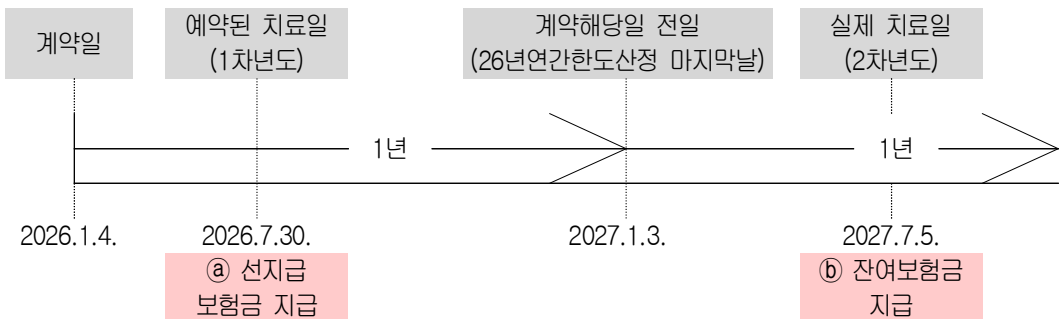 계약일
예약된 치료일
(1차년도)
계약해당일 전일
(26년연간한도산정 마지막날)
실제 치료일
(2차년도)
1년
1년
2026.1.4.
2026.7.30.
2027.1.3.
2027.7.5.
ⓐ 선지급
보험금 지급
ⓑ 잔여보험금
지급